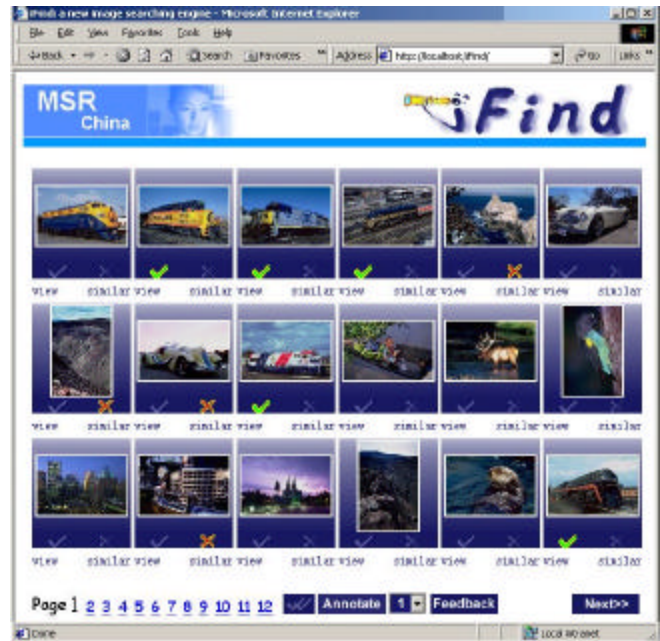 iFind a new image searching engine - Microsoft Internet Explorer
File Edit View Favorites Tools Help
Back Search Favorites » Address http://localhost/iFind/ Go Links »
MSR
China
iFind
view similar view similar view similar view similar view similar view similar
view similar view similar view similar view similar view similar view similar
view similar view similar view similar view similar view similar view similar
Page 1 2 3 4 5 6 7 8 9 10 11 12 Annotate 1 Feedback Next>>
Done Local intranet